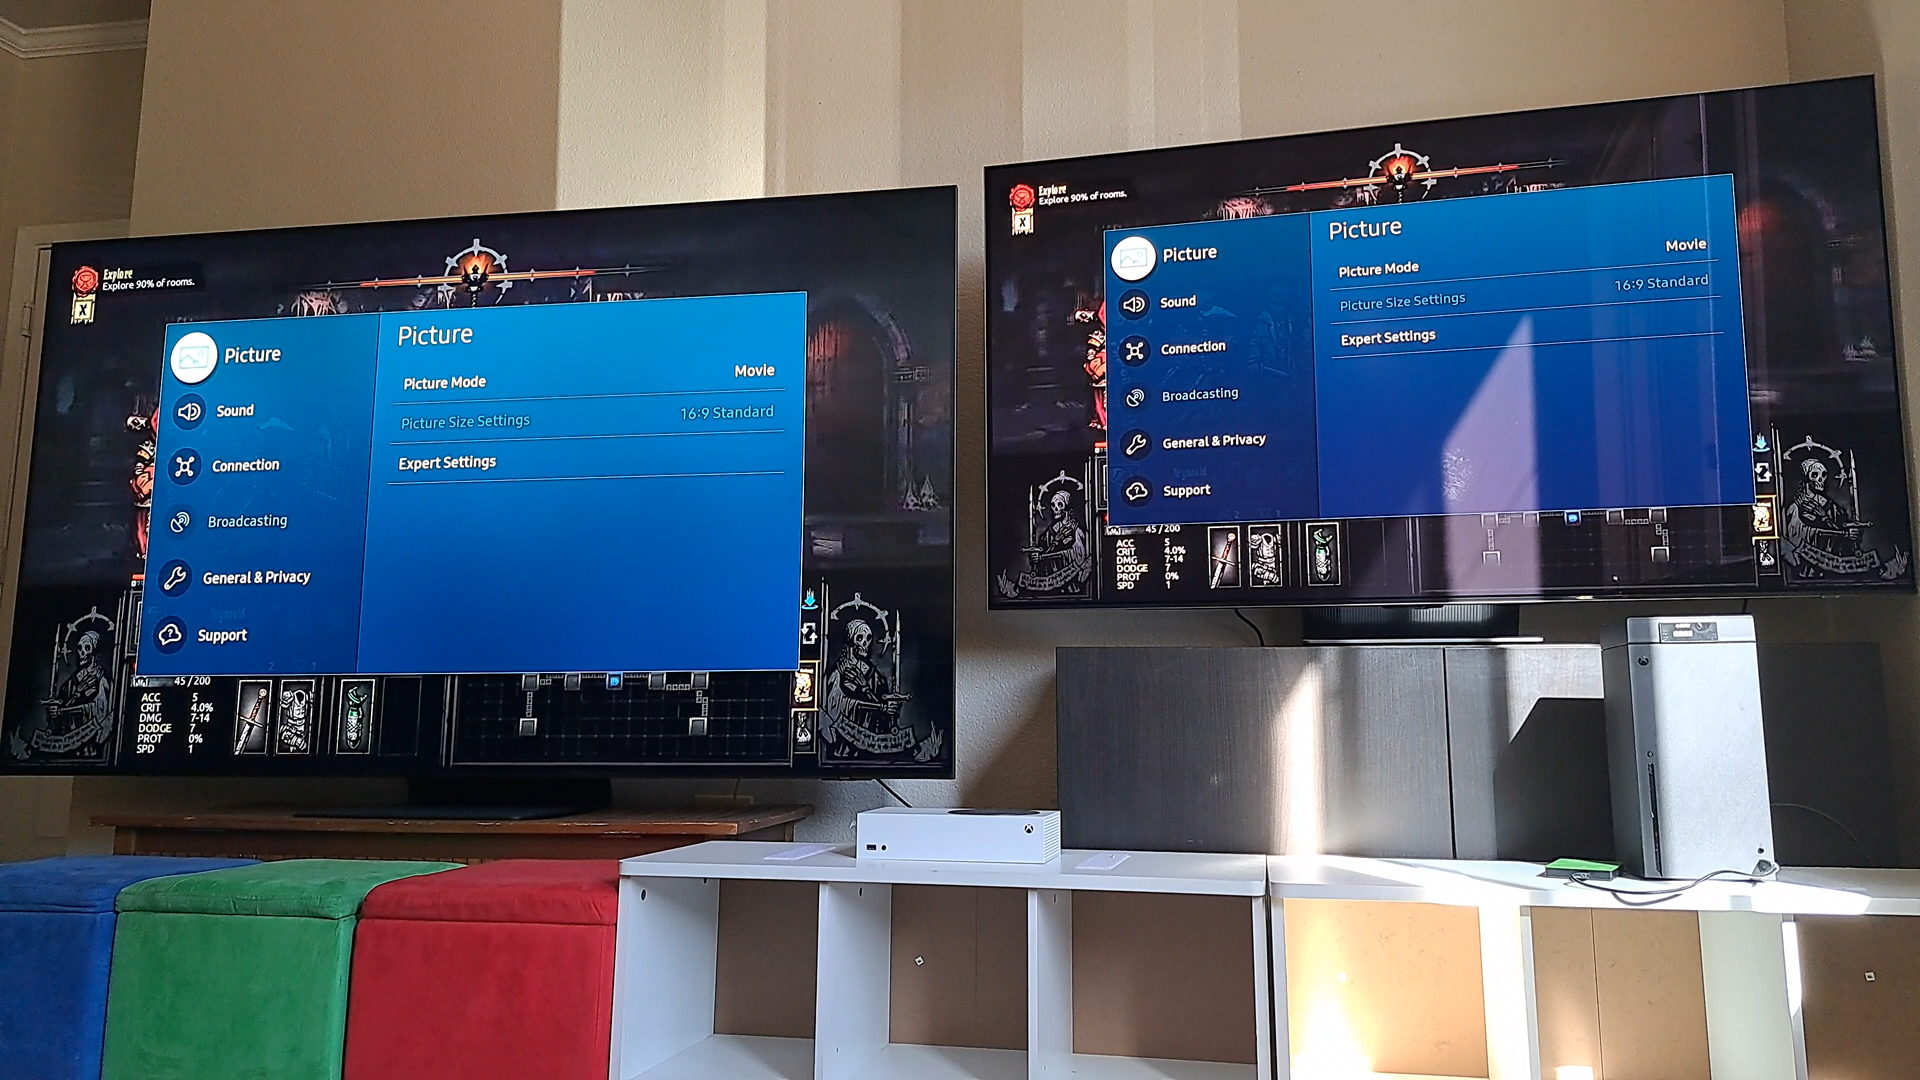 Explore
Explore 90% of rooms.
X
Picture
Sound
Connection
Broadcasting
General & Privacy
Support
Picture
Picture Mode Movie
Picture Size Settings 16:9 Standard
Expert Settings
2 1
45/200
ACC 5
CRIT 4.0%
DMG 7-14
DODGE 7
PROT 0%
SPD 1
Explore
Explore 90% of rooms.
X
Picture
Sound
Connection
Broadcasting
General & Privacy
Support
Picture
Picture Mode Movie
Picture Size Settings 16:9 Standard
Expert Settings
2 1
45/200
ACC 5
CRIT 4.0%
DMG 7-14
DODGE 7
PROT 0%
SPD 1